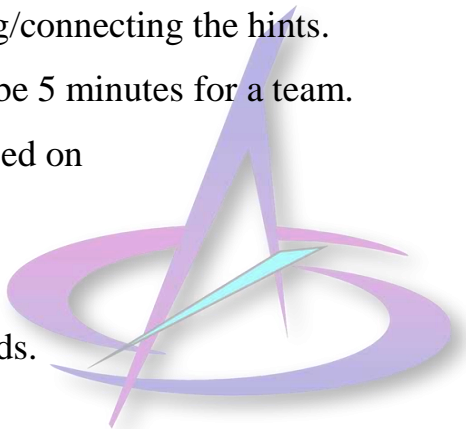 g/connecting the hints.
be 5 minutes for a team.
ed on
ds.